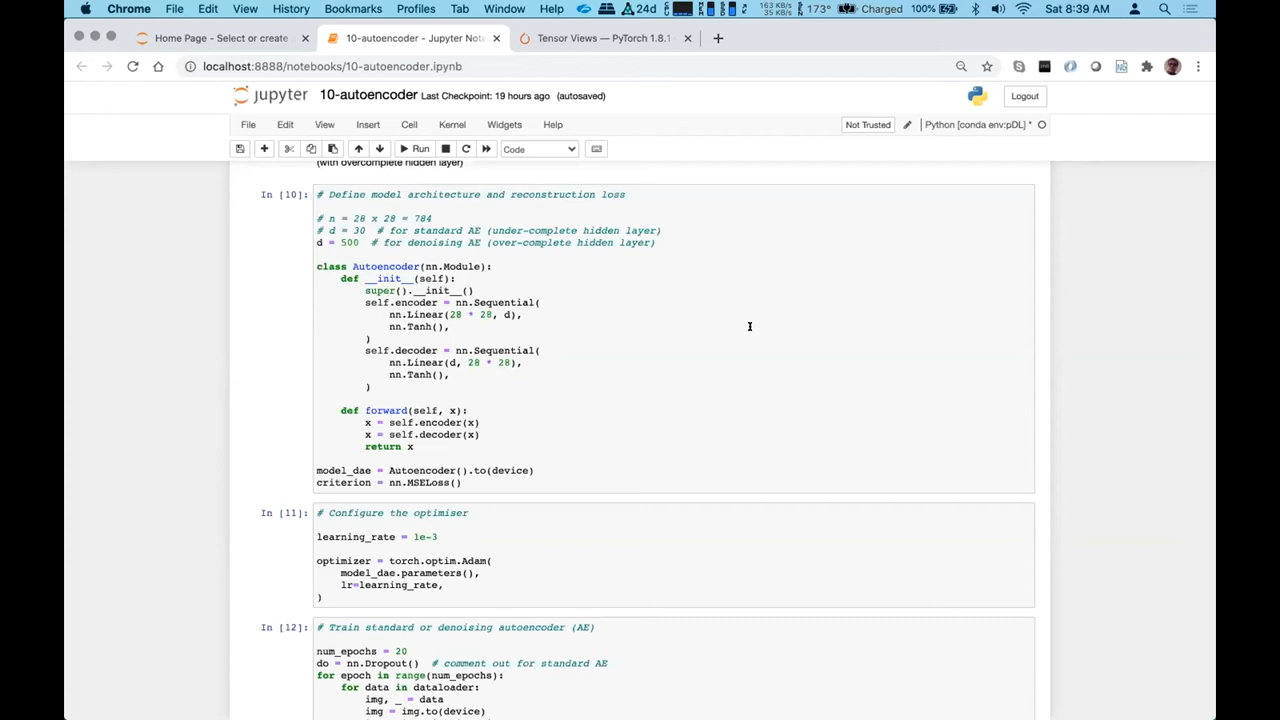 Chrome File Edit View History Bookmarks Profiles Tab Window Help 24d 163 KB/s 35 KB/s 173° Charged 100% Sat 8:39 AM
Home Page - Select or create 10-autoencoder - Jupyter Not Tensor Views — PyTorch 1.8.1
localhost:8888/notebooks/10-autoencoder.ipynb
jupyter 10-autoencoder Last Checkpoint: 19 hours ago (autosaved) Logout
File Edit View Insert Cell Kernel Widgets Help Not Trusted Python [conda env:pDL] *
Run Code
(with overcomplete hidden layer)
In [10]: # Define model architecture and reconstruction loss
# n = 28 x 28 = 784
# d = 30 # for standard AE (under-complete hidden layer)
d = 500 # for denoising AE (over-complete hidden layer)
class Autoencoder(nn.Module):
def __init__(self):
super().__init__()
self.encoder = nn.Sequential(
nn.Linear(28 * 28, d),
nn.Tanh(),
)
self.decoder = nn.Sequential(
nn.Linear(d, 28 * 28),
nn.Tanh(),
)
def forward(self, x):
x = self.encoder(x)
x = self.decoder(x)
return x
model_dae = Autoencoder().to(device)
criterion = nn.MSELoss()
In [11]: # Configure the optimiser
learning_rate = 1e-3
optimizer = torch.optim.Adam(
model_dae.parameters(),
lr=learning_rate,
)
In [12]: # Train standard or denoising autoencoder (AE)
num_epochs = 20
do = nn.Dropout() # comment out for standard AE
for epoch in range(num_epochs):
for data in dataloader:
img, _ = data
img = img.to(device)